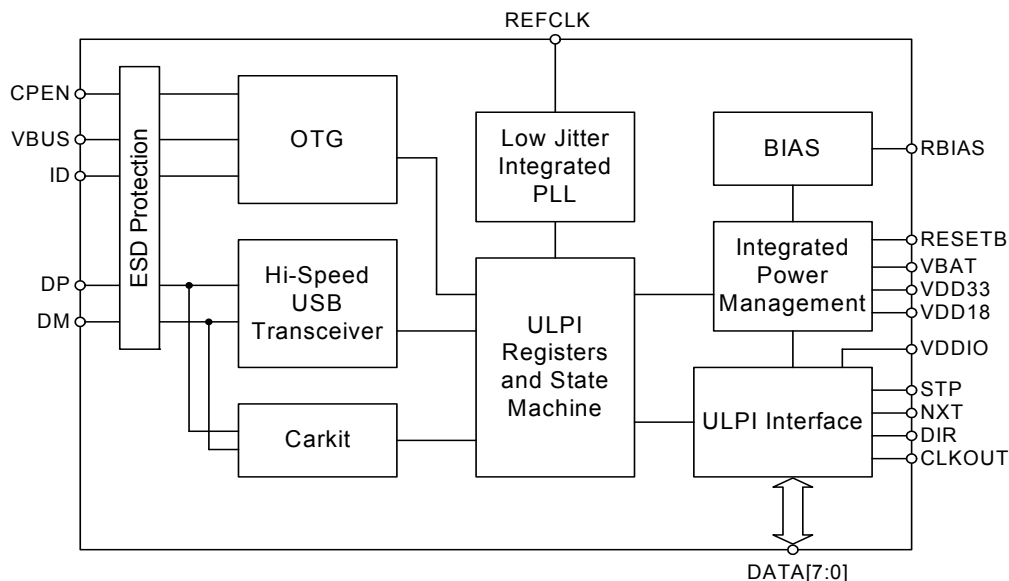 REFCLK
CPEN
VBUS
ID
DP
DM
ESD Protection
OTG
Hi-Speed
USB
Transceiver
Carkit
Low Jitter
Integrated
PLL
ULPI
Registers
and State
Machine
BIAS
Integrated
Power
Management
ULPI Interface
RBIAS
RESETB
VBAT
VDD33
VDD18
VDDIO
STP
NXT
DIR
CLKOUT
DATA[7:0]